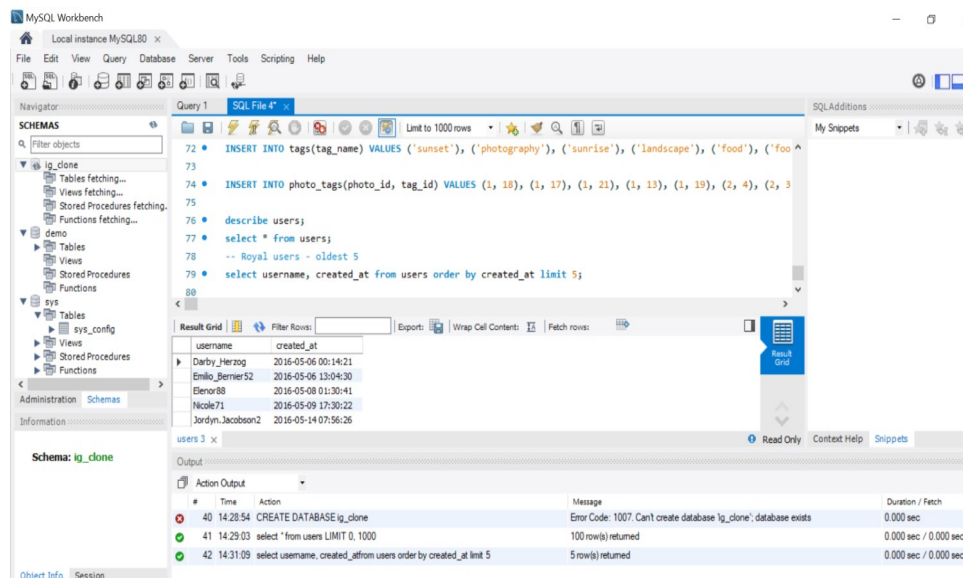 MySQL Workbench
Local instance MySQL80 ×
File Edit View Query Database Server Tools Scripting Help
Navigator
SCHEMAS
Filter objects
ig_clone
Tables fetching...
Views fetching...
Stored Procedures fetching.
Functions fetching...
demo
Tables
Views
Stored Procedures
Functions
sys
Tables
sys_config
Views
Stored Procedures
Functions
Administration Schemas
Information
Schema: ig_clone
Object Info Session
Query 1 SQL File 4* ×
Limit to 1000 rows
72 INSERT INTO tags(tag_name) VALUES ('sunset'), ('photography'), ('sunrise'), ('landscape'), ('food'), ('foo
73
74 INSERT INTO photo_tags(photo_id, tag_id) VALUES (1, 18), (1, 17), (1, 21), (1, 13), (1, 19), (2, 4), (2, 3
75
76 describe users;
77 select * from users;
78 -- Royal users - oldest 5
79 select username, created_at from users order by created_at limit 5;
80
Result Grid Filter Rows: Export: Wrap Cell Content: Fetch rows:
username created_at
Darby_Herzog 2016-05-06 00:14:21
Emilio_Bernier52 2016-05-06 13:04:30
Elenor88 2016-05-08 01:30:41
Nicole71 2016-05-09 17:30:22
Jordyn.Jacobson2 2016-05-14 07:56:26
Result
Grid
users 3 ×
Read Only
SQLAdditions
My Snippets
Context Help Snippets
Output
Action Output
# Time Action Message Duration / Fetch
40 14:28:54 CREATE DATABASE ig_clone Error Code: 1007. Can't create database 'ig_clone'; database exists 0.000 sec
41 14:29:03 select * from users LIMIT 0, 1000 100 row(s) returned 0.000 sec / 0.000 sec
42 14:31:09 select username, created_atfrom users order by created_at limit 5 5 row(s) returned 0.000 sec / 0.000 sec